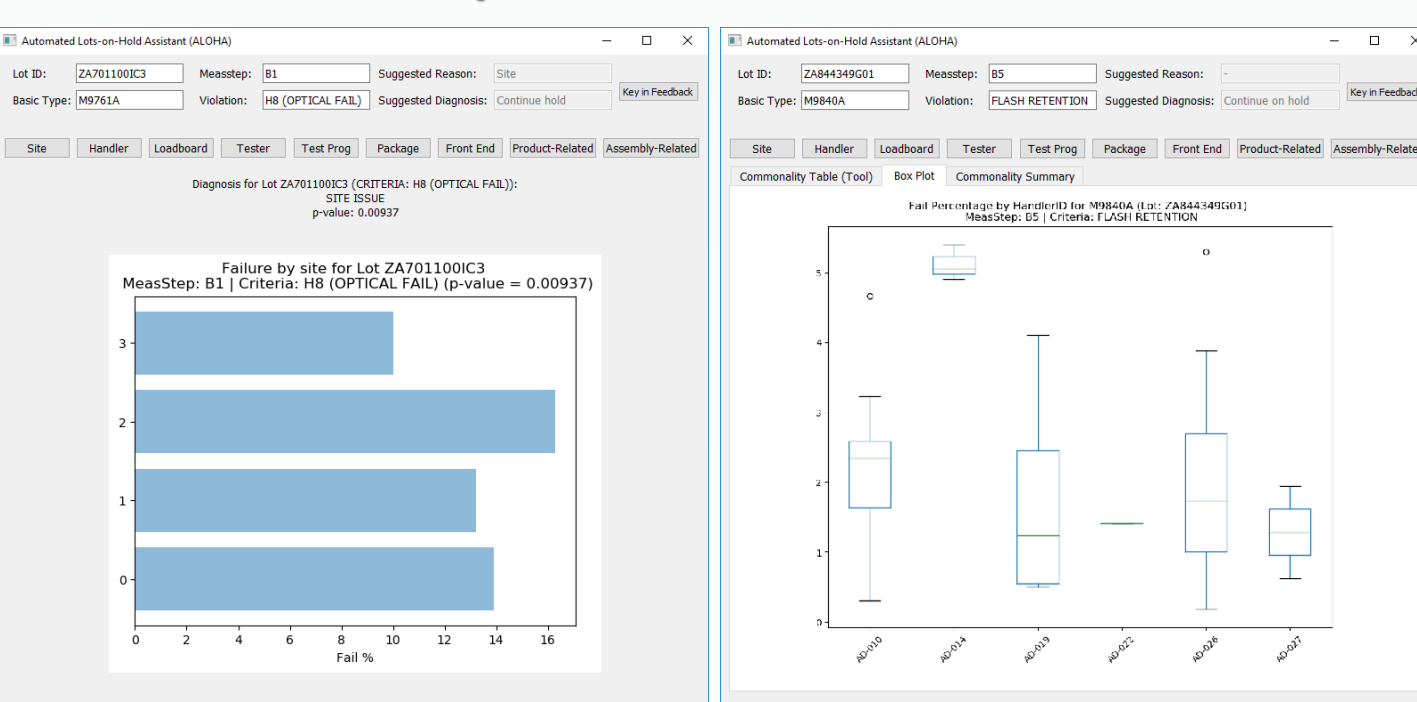 Automated Lots-on-Hold Assistant (ALOHA)
Lot ID: ZA701100IC3 Measstep: B1 Suggested Reason: Site
Basic Type: M9761A Violation: H8 (OPTICAL FAIL) Suggested Diagnosis: Continue hold
Key in Feedback
Site Handler Loadboard Tester Test Prog Package Front End Product-Related Assembly-Related
Diagnosis for Lot ZA701100IC3 (CRITERIA: H8 (OPTICAL FAIL)):
SITE ISSUE
p-value: 0.00937
Failure by site for Lot ZA701100IC3
MeasStep: B1 | Criteria: H8 (OPTICAL FAIL) (p-value = 0.00937)
3
2
1
0
0 2 4 6 8 10 12 14 16
Fail %
Automated Lots-on-Hold Assistant (ALOHA)
Lot ID: ZA844349G01 Measstep: B5 Suggested Reason: -
Basic Type: M9840A Violation: FLASH RETENTION Suggested Diagnosis: Continue on hold
Key in Feedbac
Site Handler Loadboard Tester Test Prog Package Front End Product-Related Assembly-Relate
Commonality Table (Tool) Box Plot Commonality Summary
Fail Percentage by HandlerID for M9840A (Lot: ZA844349G01)
MeasStep: B5 | Criteria: FLASH RETENTION
5
4
3
2
1
0
AD-010 AD-014 AD-019 AD-022 AD-026 AD-027